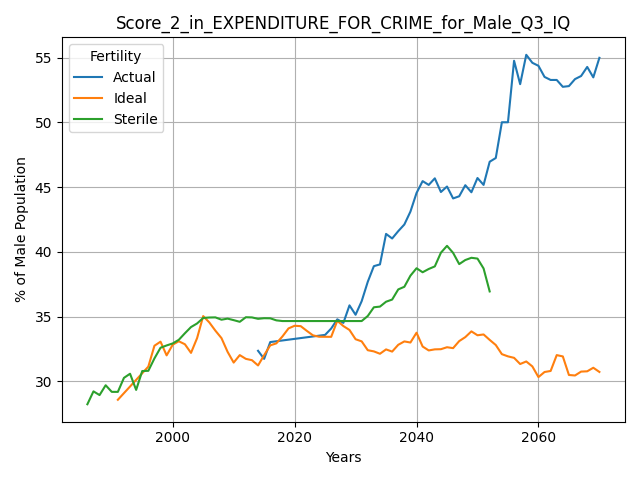 Score_2_in_EXPENDITURE_FOR_CRIME_for_Male_Q3_IQ
Fertility
Actual
Ideal
Sterile
% of Male Population
55
50
45
40
35
30
2000 2020 2040 2060
Years